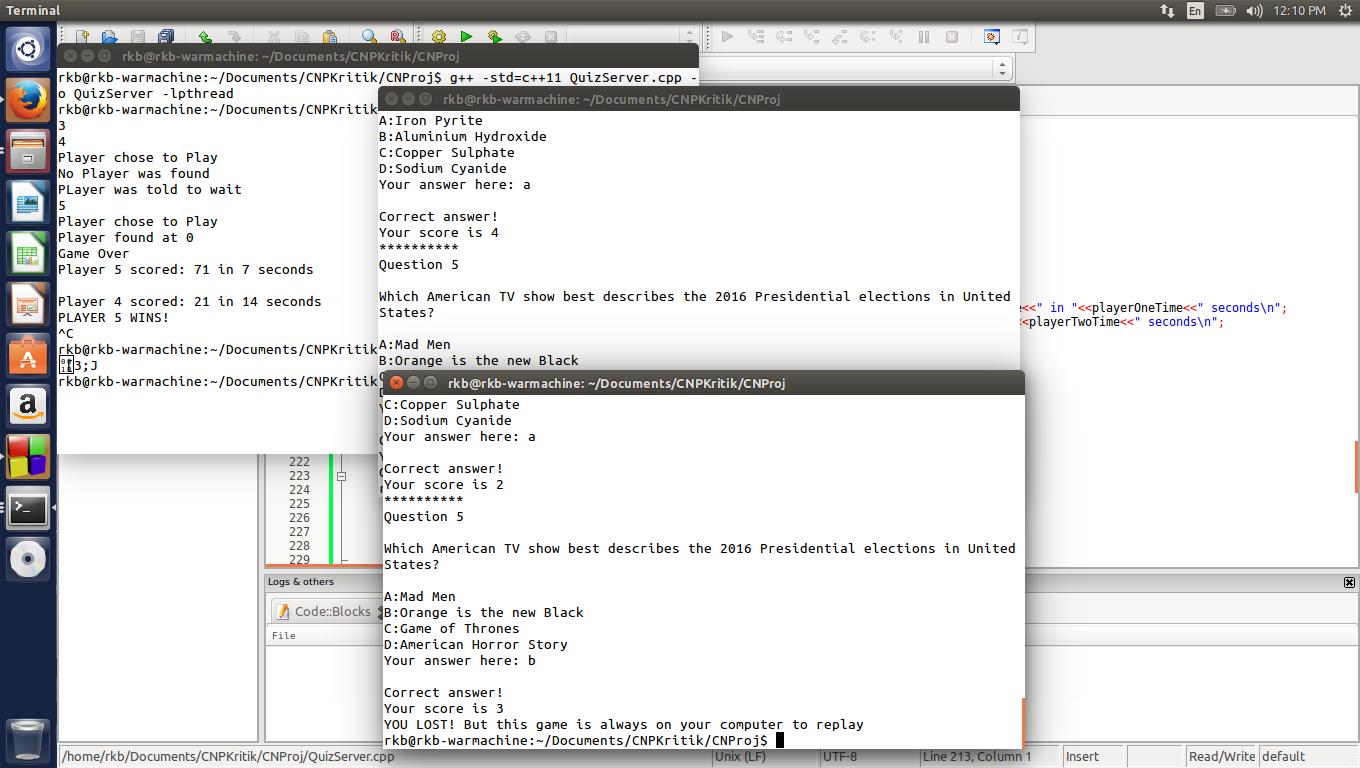 Terminal
En
12:10 PM
rkb@rkb-warmachine: ~/Documents/CNPKritik/CNProj
rkb@rkb-warmachine:~/Documents/CNPKritik/CNProj$ g++ -std=c++11 QuizServer.cpp -
o QuizServer -lpthread
rkb@rkb-warmachine:~/Documents/CNPKritik
3
4
Player chose to Play
No Player was found
PLayer was told to wait
5
Player chose to Play
Player found at 0
Game Over
Player 5 scored: 71 in 7 seconds
Player 4 scored: 21 in 14 seconds
PLAYER 5 WINS!
^C
rkb@rkb-warmachine:~/Documents/CNPKritik
3;J
rkb@rkb-warmachine:~/Documents/CNPKritik
rkb@rkb-warmachine: ~/Documents/CNPKritik/CNProj
A:Iron Pyrite
B:Aluminium Hydroxide
C:Copper Sulphate
D:Sodium Cyanide
Your answer here: a
Correct answer!
Your score is 4
**********
Question 5
Which American TV show best describes the 2016 Presidential elections in United
States?
A:Mad Men
B:Orange is the new Black
<<" in "<<playerOneTime<<" seconds\n";
<playerTwoTime<<" seconds\n";
rkb@rkb-warmachine: ~/Documents/CNPKritik/CNProj
C:Copper Sulphate
D:Sodium Cyanide
Your answer here: a
Correct answer!
Your score is 2
**********
Question 5
Which American TV show best describes the 2016 Presidential elections in United
States?
A:Mad Men
B:Orange is the new Black
C:Game of Thrones
D:American Horror Story
Your answer here: b
Correct answer!
Your score is 3
YOU LOST! But this game is always on your computer to replay
rkb@rkb-warmachine:~/Documents/CNPKritik/CNProj$
222
223
224
225
226
227
228
229
Logs & others
Code::Blocks
File
/home/rkb/Documents/CNPKritik/CNProj/QuizServer.cpp
Unix (LF)
UTF-8
Line 213, Column 1
Insert
Read/Write
default